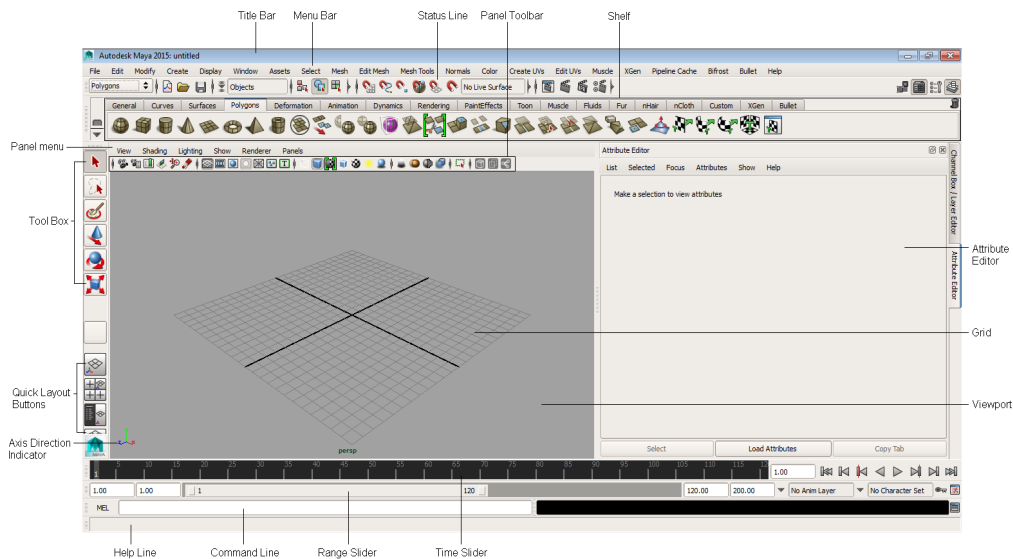 Title Bar
Menu Bar
Status Line
Panel Toolbar
Shelf
Autodesk Maya 2015: untitled
File Edit Modify Create Display Window Assets Select Mesh Edit Mesh Mesh Tools Normals Color Create UVs Edit UVs Muscle XGen Pipeline Cache Bifrost Bullet Help
Polygons Objects No Live Surface
General Curves Surfaces Polygons Deformation Animation Dynamics Rendering PaintEffects Toon Muscle Fluids Fur nHair nCloth Custom XGen Bullet
Panel menu
View Shading Lighting Show Renderer Panels
Attribute Editor
List Selected Focus Attributes Show Help
Make a selection to view attributes
Channel Box / Layer Editor
Attribute Editor
Tool Box
Attribute
Editor
Grid
Viewport
Quick Layout
Buttons
Axis Direction
Indicator
persp
Select Load Attributes Copy Tab
5 10 15 20 25 30 35 40 45 50 55 60 65 70 75 80 85 90 95 100 105 110 115 1.00
1.00 1.00 1 120 120.00 200.00 No Anim Layer No Character Set
MEL
Help Line
Command Line
Range Slider
Time Slider